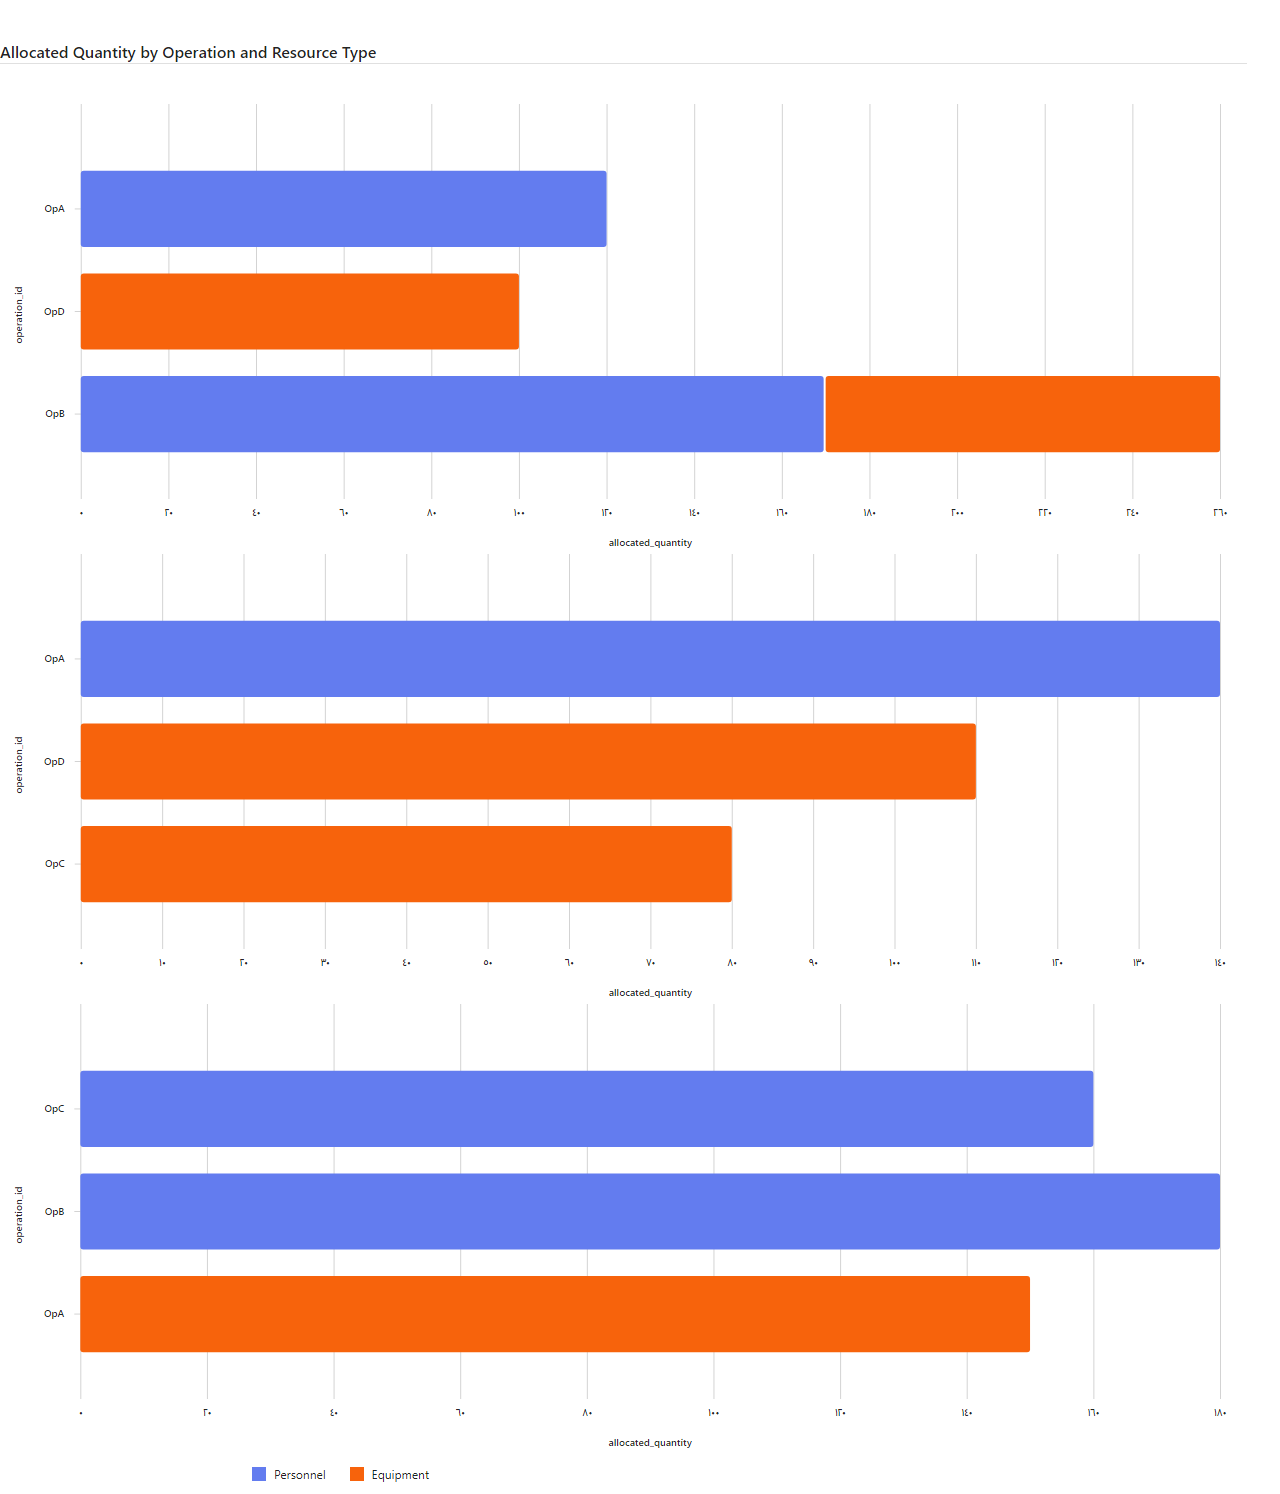 Allocated Quantity by Operation and Resource Type
operation_id
OpA
OpD
OpB
٠ ٢٠ ٤٠ ٦٠ ٨٠ ١٠٠ ١٢٠ ١٤٠ ١٦٠ ١٨٠ ٢٠٠ ٢٢٠ ٢٤٠ ٢٦٠
allocated_quantity
operation_id
OpA
OpD
OpC
٠ ١٠ ٢٠ ٣٠ ٤٠ ٥٠ ٦٠ ٧٠ ٨٠ ٩٠ ١٠٠ ١١٠ ١٢٠ ١٣٠ ١٤٠
allocated_quantity
operation_id
OpC
OpB
OpA
٠ ٢٠ ٤٠ ٦٠ ٨٠ ١٠٠ ١٢٠ ١٤٠ ١٦٠ ١٨٠
allocated_quantity
Personnel Equipment